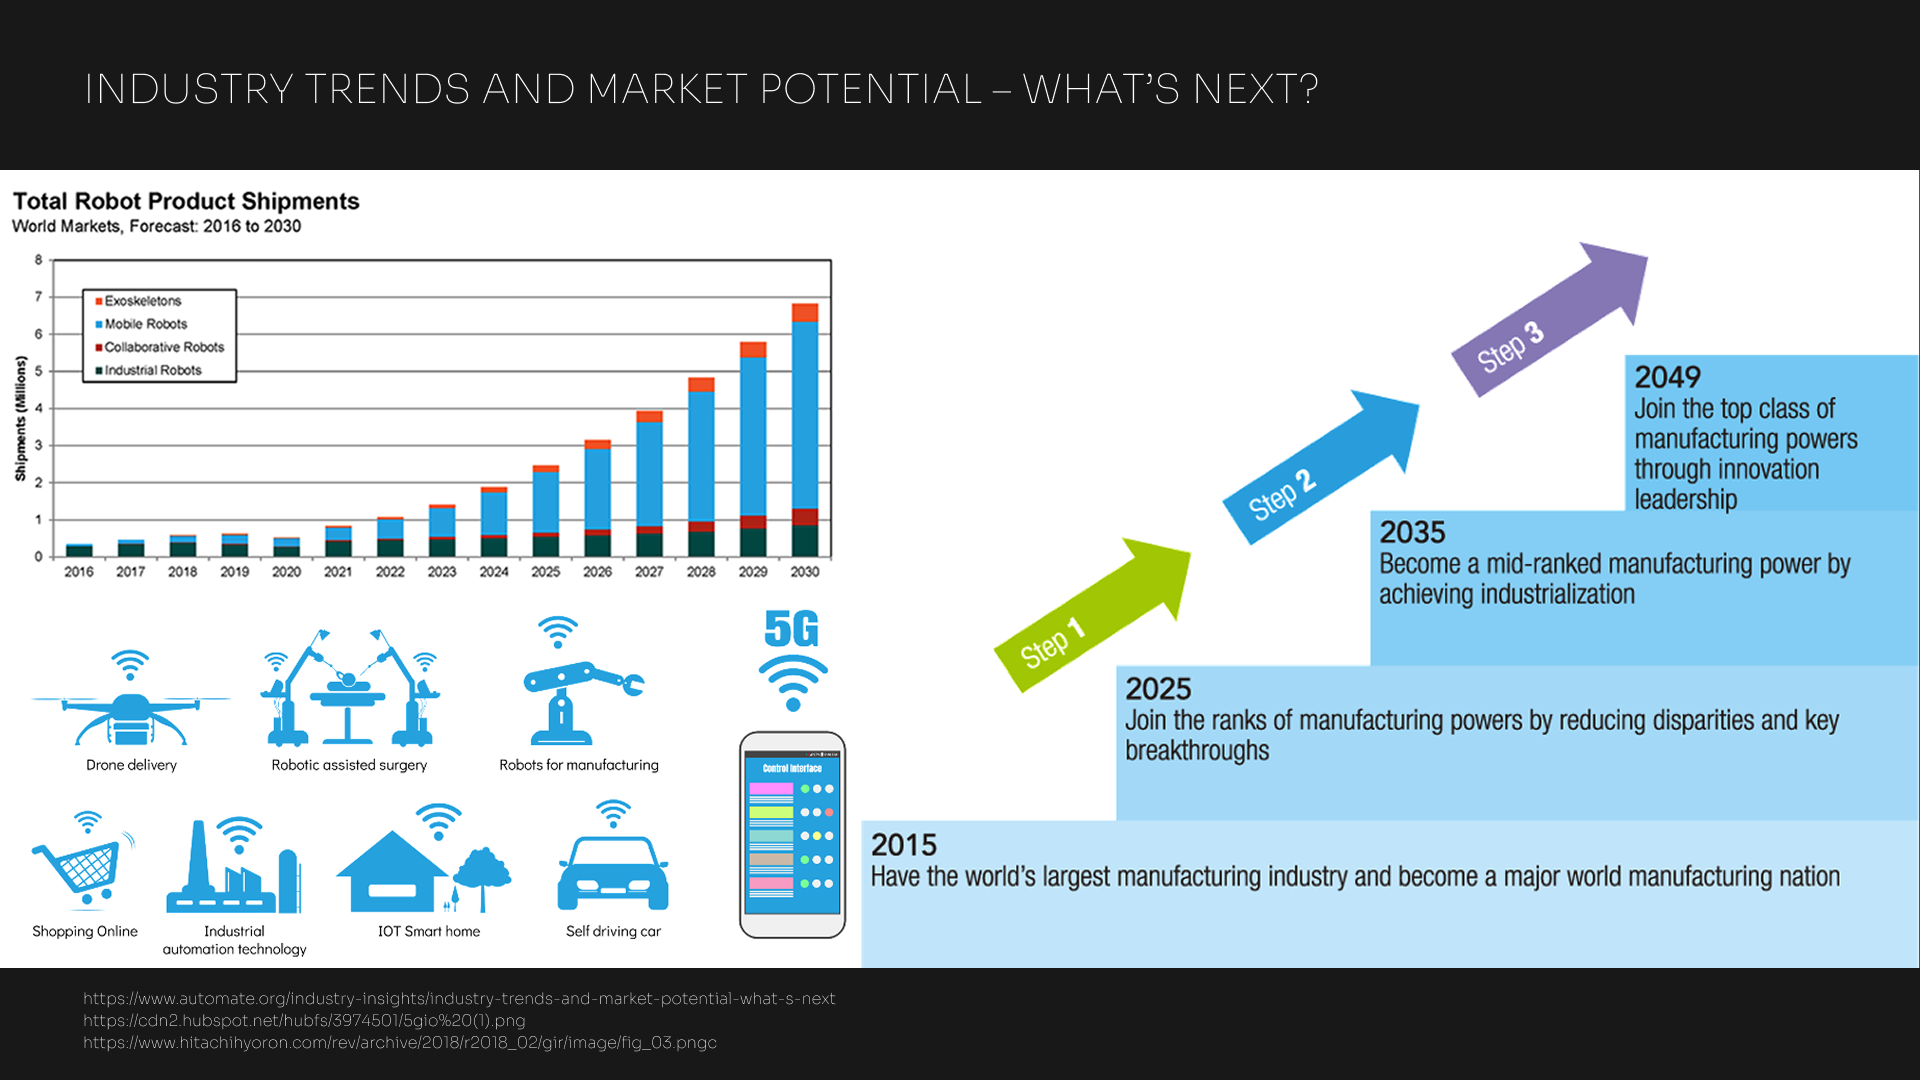 INDUSTRY TRENDS AND MARKET POTENTIAL – WHAT'S NEXT?
Total Robot Product Shipments
World Markets, Forecast: 2016 to 2030
Shipments (Millions)
8
7
6
5
4
3
2
1
0
Exoskeletons
Mobile Robots
Collaborative Robots
Industrial Robots
2016 2017 2018 2019 2020 2021 2022 2023 2024 2025 2026 2027 2028 2029 2030
Drone delivery
Robotic assisted surgery
Robots for manufacturing
5G
Control Interface
Shopping Online
Industrial
automation technology
IOT Smart home
Self driving car
Step 1
Step 2
Step 3
2049
Join the top class of
manufacturing powers
through innovation
leadership
2035
Become a mid-ranked manufacturing power by
achieving industrialization
2025
Join the ranks of manufacturing powers by reducing disparities and key
breakthroughs
2015
Have the world's largest manufacturing industry and become a major world manufacturing nation
https://www.automate.org/industry-insights/industry-trends-and-market-potential-what-s-next
https://cdn2.hubspot.net/hubfs/3974501/5gio%20(1).png
https://www.hitachihyoron.com/rev/archive/2018/r2018_02/gir/image/fig_03.pngc